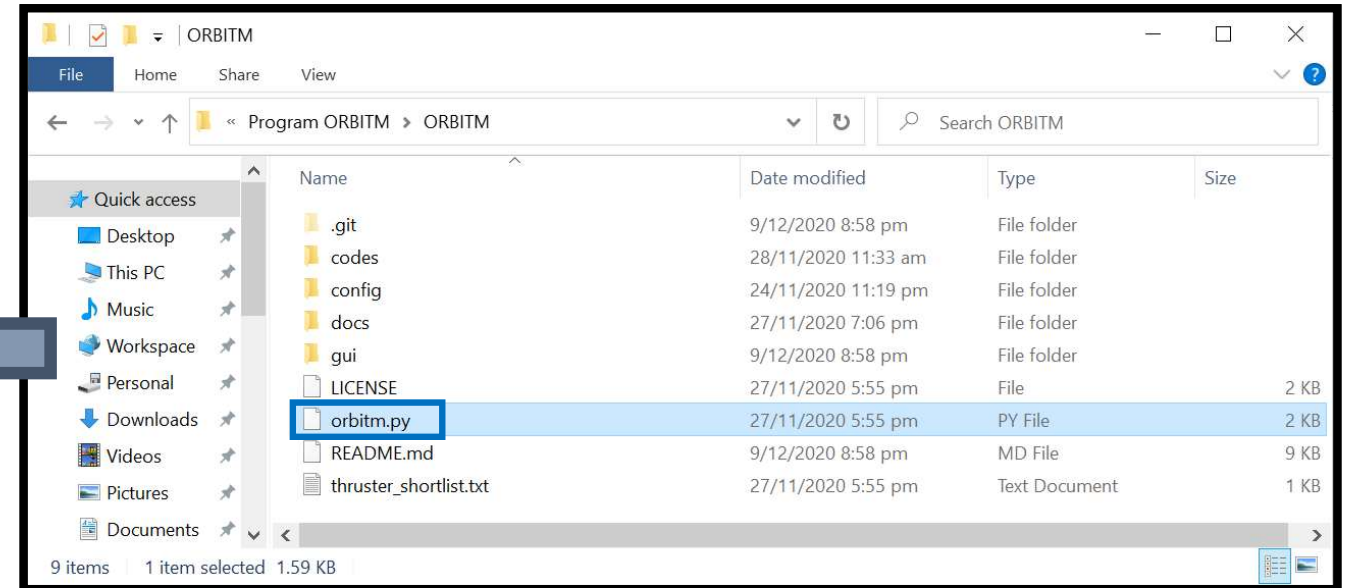 ORBITM
File Home Share View
« Program ORBITM > ORBITM Search ORBITM
Name Date modified Type Size
Quick access
Desktop
This PC
Music
Workspace
Personal
Downloads
Videos
Pictures
Documents
.git 9/12/2020 8:58 pm File folder
codes 28/11/2020 11:33 am File folder
config 24/11/2020 11:19 pm File folder
docs 27/11/2020 7:06 pm File folder
gui 9/12/2020 8:58 pm File folder
LICENSE 27/11/2020 5:55 pm File 2 KB
orbitm.py 27/11/2020 5:55 pm PY File 2 KB
README.md 9/12/2020 8:58 pm MD File 9 KB
thruster_shortlist.txt 27/11/2020 5:55 pm Text Document 1 KB
9 items 1 item selected 1.59 KB